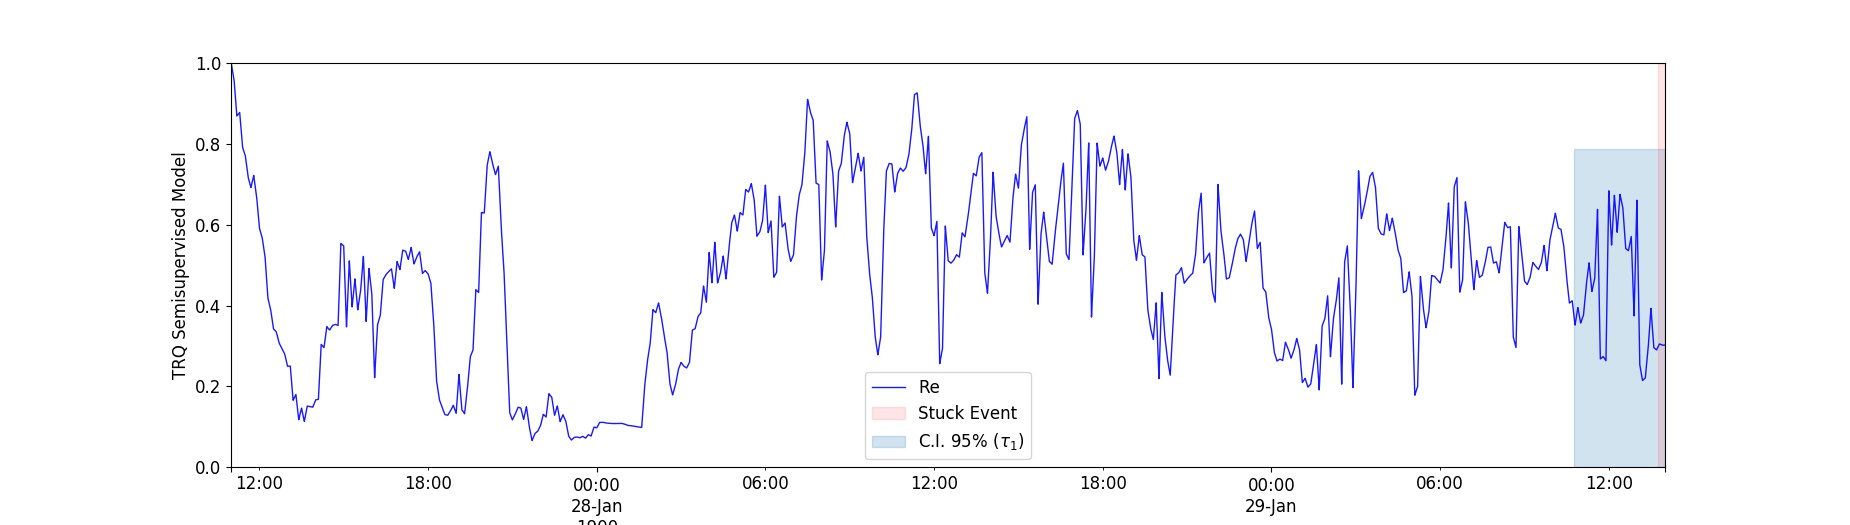 TRQ Semisupervised Model
1.0
0.8
0.6
0.4
0.2
0.0
Re
Stuck Event
C.I. 95% (τ₁)
12:00 18:00 00:00 06:00 12:00 18:00 00:00 06:00 12:00
28-Jan 29-Jan
1900